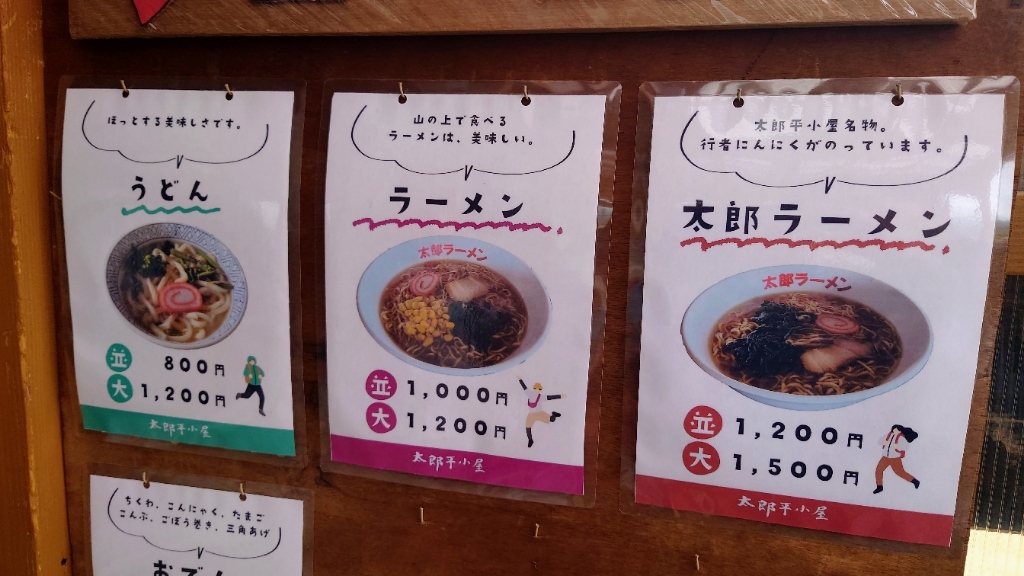 ほっとする美味しさです。
うどん
並 800円
大 1,200円
太郎平小屋
山の上で食べる
ラーメンは、美味しい。
ラーメン
太郎ラーメン
並 1,000円
大 1,200円
太郎平小屋
太郎平小屋名物。
行者にんにくがのっています。
太郎ラーメン
太郎ラーメン
並 1,200円
大 1,500円
太郎平小屋
ちくわ、こんにゃく、たまご
こんぶ、ごぼう巻き、三角あげ
おでん